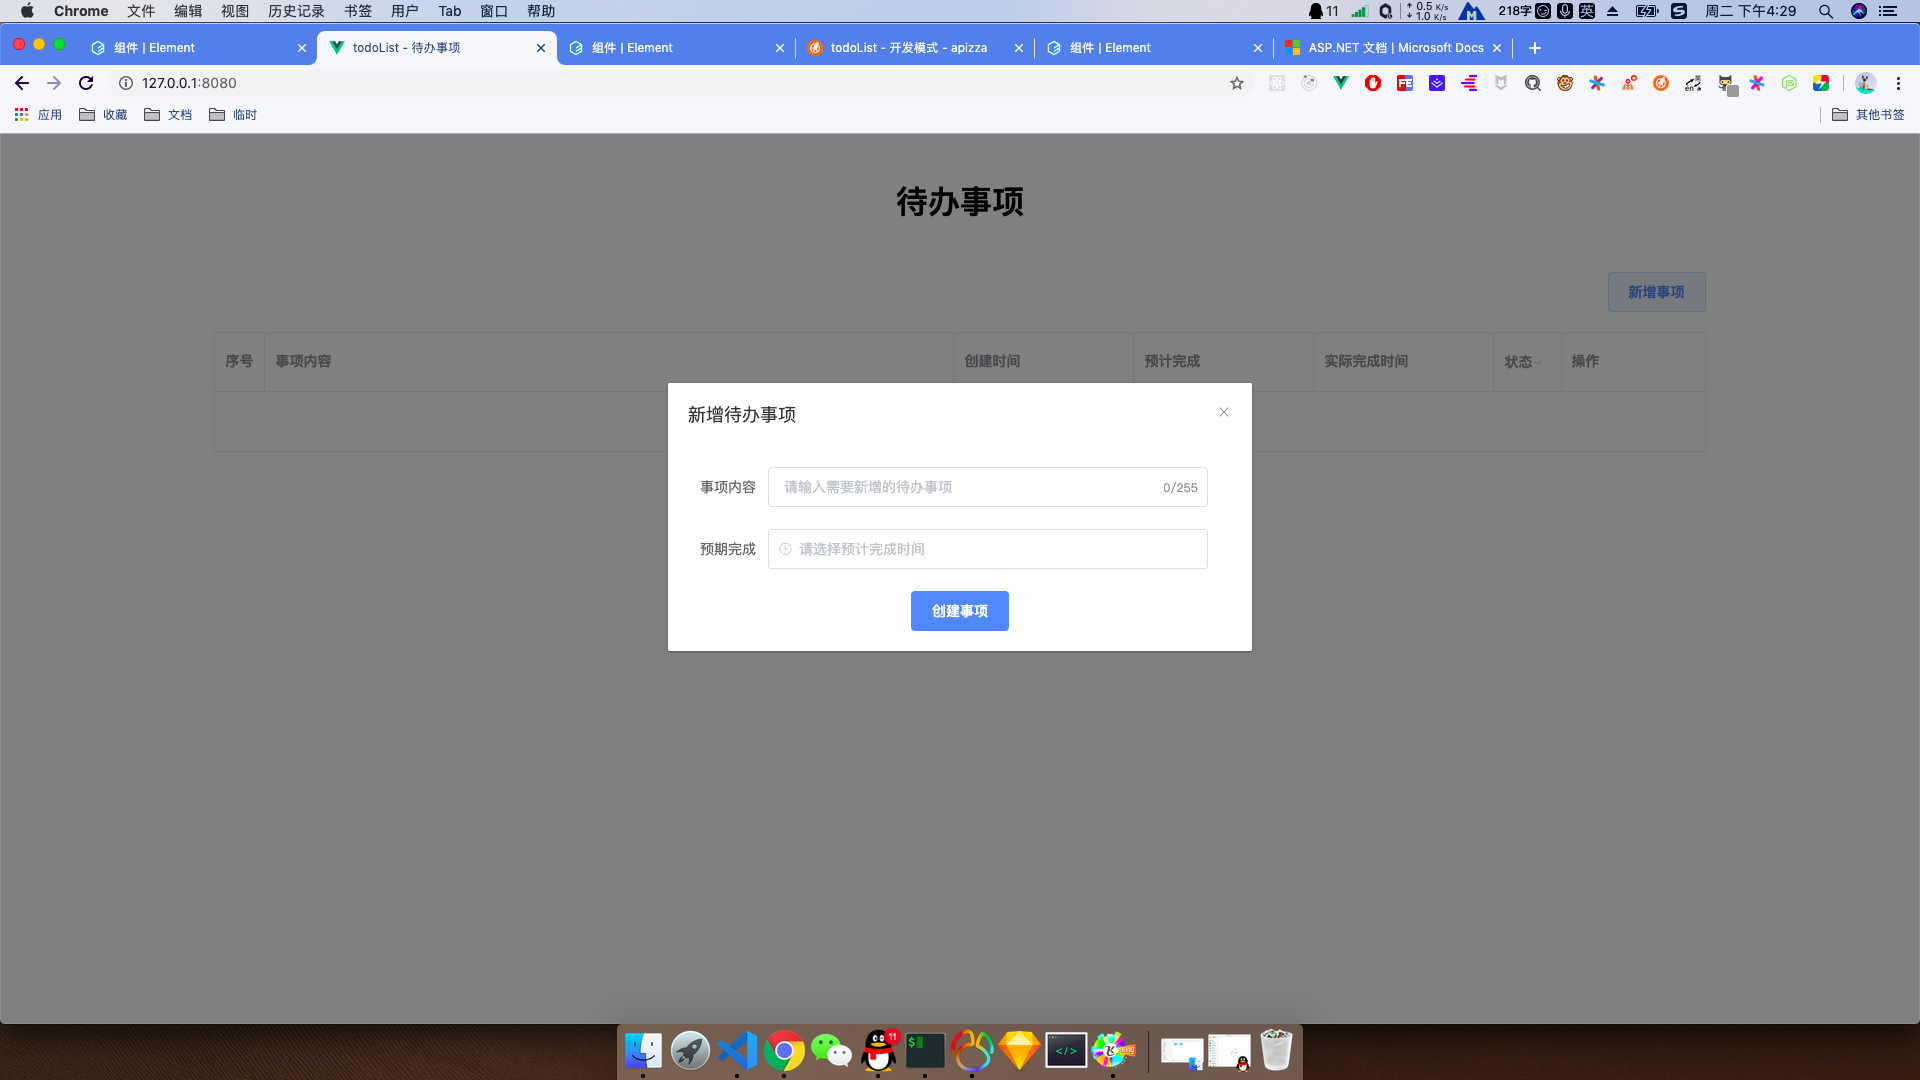 Chrome 文件 编辑 视图 历史记录 书签 用户 Tab 窗口 帮助 11 0.5 K/s 1.0 K/s 218字 英 周二 下午4:29
组件 | Element todoList - 待办事项 组件 | Element todoList - 开发模式 - apizza 组件 | Element ASP.NET 文档 | Microsoft Docs
127.0.0.1:8080
应用 收藏 文档 临时 其他书签
待办事项
新增事项
序号 事项内容 创建时间 预计完成 实际完成时间 状态 操作
新增待办事项
事项内容 请输入需要新增的待办事项 0/255
预期完成 请选择预计完成时间
创建事项
11